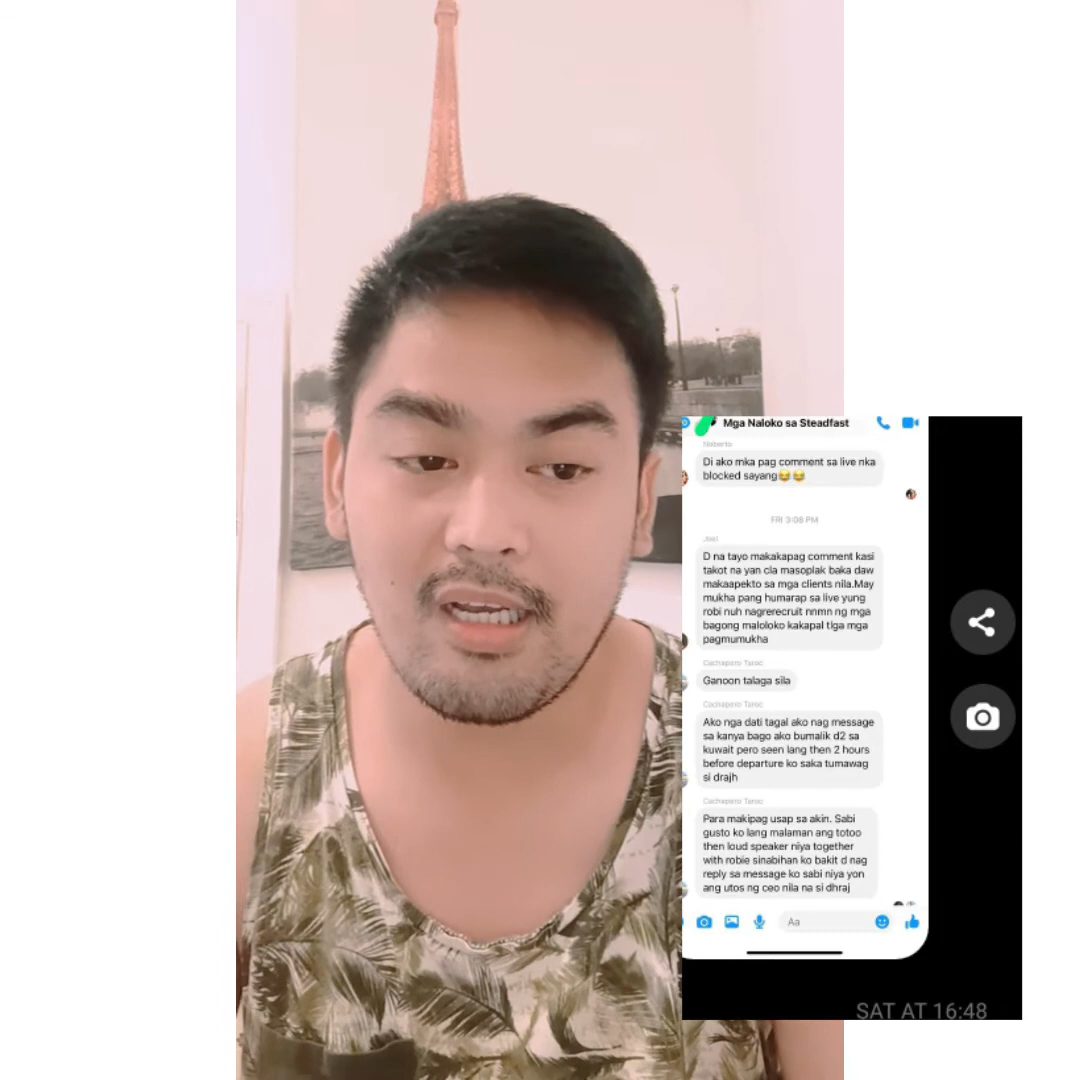 Mga Naloko sa Steadfast
Noberto
Di ako mka pag comment sa live nka
blocked sayang😂😂
FRI 3:08 PM
Joel
D na tayo makakapag comment kasi
takot na yan cla masoplak baka daw
makaapekto sa mga clients nila.May
mukha pang humarap sa live yung
robi nuh nagrerecruit nnmn ng mga
bagong maloloko kakapal tlga mga
pagmumukha
Cachapero Taroc
Ganoon talaga sila
Cachapero Taroc
Ako nga dati tagal ako nag message
sa kanya bago ako bumalik d2 sa
kuwait pero seen lang then 2 hours
before departure ko saka tumawag
si drajh
Cachapero Taroc
Para makipag usap sa akin. Sabi
gusto ko lang malaman ang totoo
then loud speaker niya together
with robie sinabihan ko bakit d nag
reply sa message ko sabi niya yon
ang utos ng ceo nila na si dhraj
Aa
SAT AT 16:48